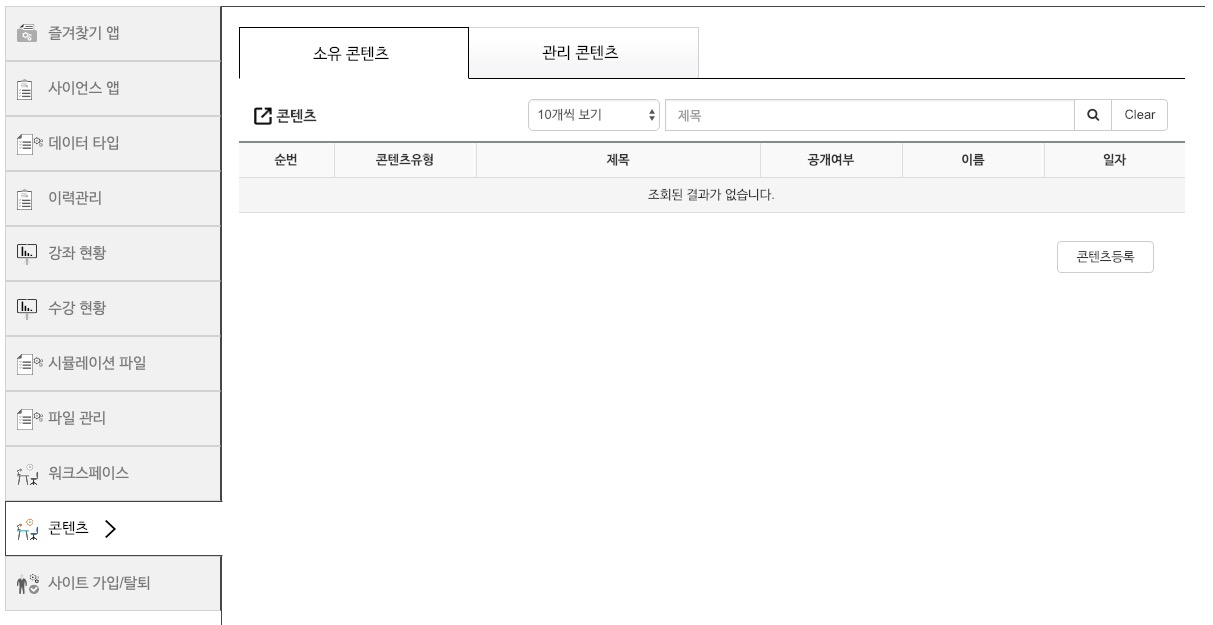 즐겨찾기 앱
사이언스 앱
데이터 타입
이력관리
강좌 현황
수강 현황
시뮬레이션 파일
파일 관리
워크스페이스
콘텐츠
사이트 가입/탈퇴
소유 콘텐츠 관리 콘텐츠
콘텐츠 10개씩 보기 제목 Clear
순번 콘텐츠유형 제목 공개여부 이름 일자
조회된 결과가 없습니다.
콘텐츠등록